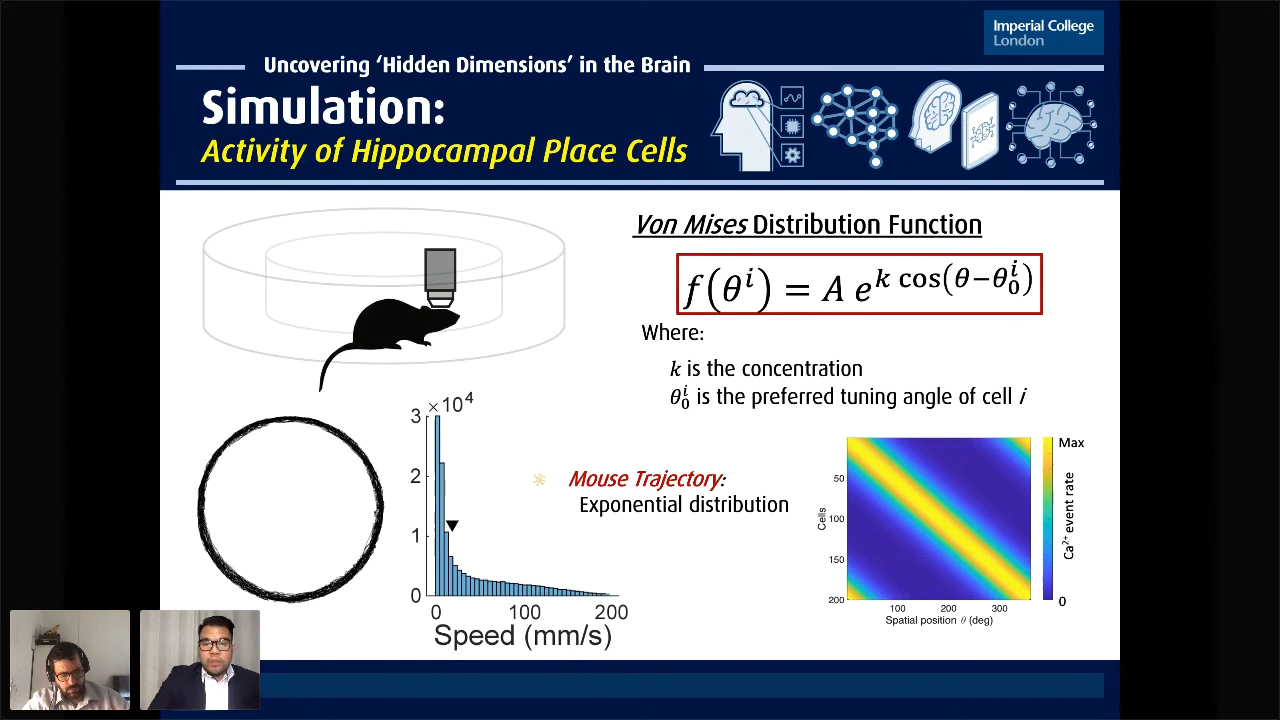 Imperial College
London
Uncovering ‘Hidden Dimensions’ in the Brain
Simulation:
Activity of Hippocampal Place Cells
Von Mises Distribution Function
f(θ^i) = A e^{k cos(θ−θ_0^i)}
Where:
k is the concentration
θ_0^i is the preferred tuning angle of cell i
×10^4
3
2
1
0
0 100 200
Speed (mm/s)
Mouse Trajectory:
Exponential distribution
Cells
50
100
150
200
100 200 300
Spatial position θ (deg)
Max
Ca²⁺ event rate
0